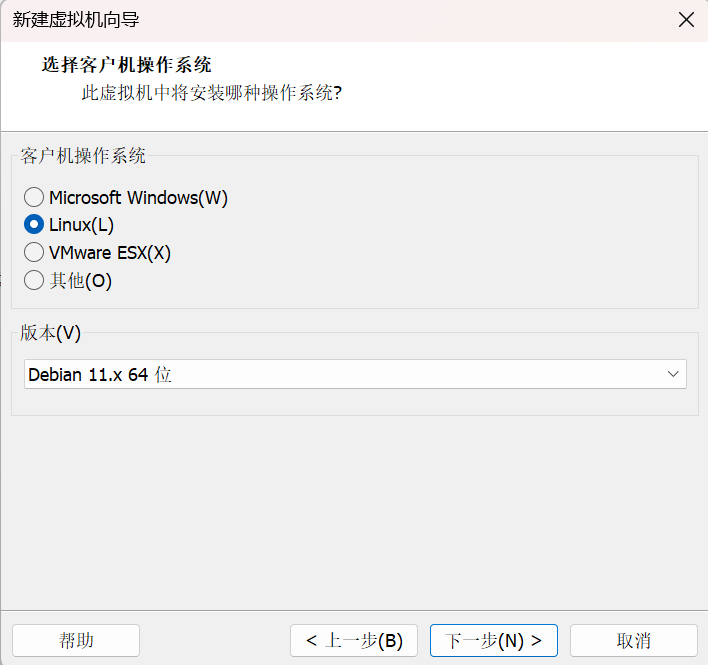 新建虚拟机向导
选择客户机操作系统
此虚拟机中将安装哪种操作系统?
客户机操作系统
Microsoft Windows(W)
Linux(L)
VMware ESX(X)
其他(O)
版本(V)
Debian 11.x 64 位
帮助
< 上一步(B)
下一步(N) >
取消